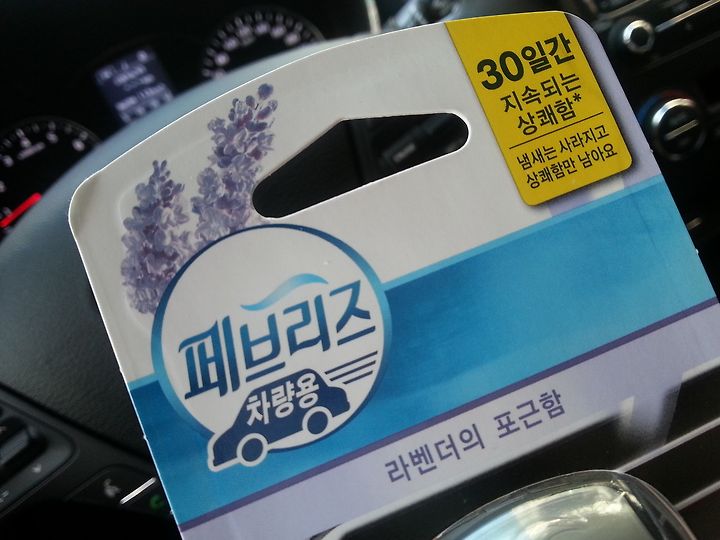 30일간
지속되는
상쾌함*
냄새는 사라지고
상쾌함만 남아요
페브리즈
차량용
라벤더의 포근함